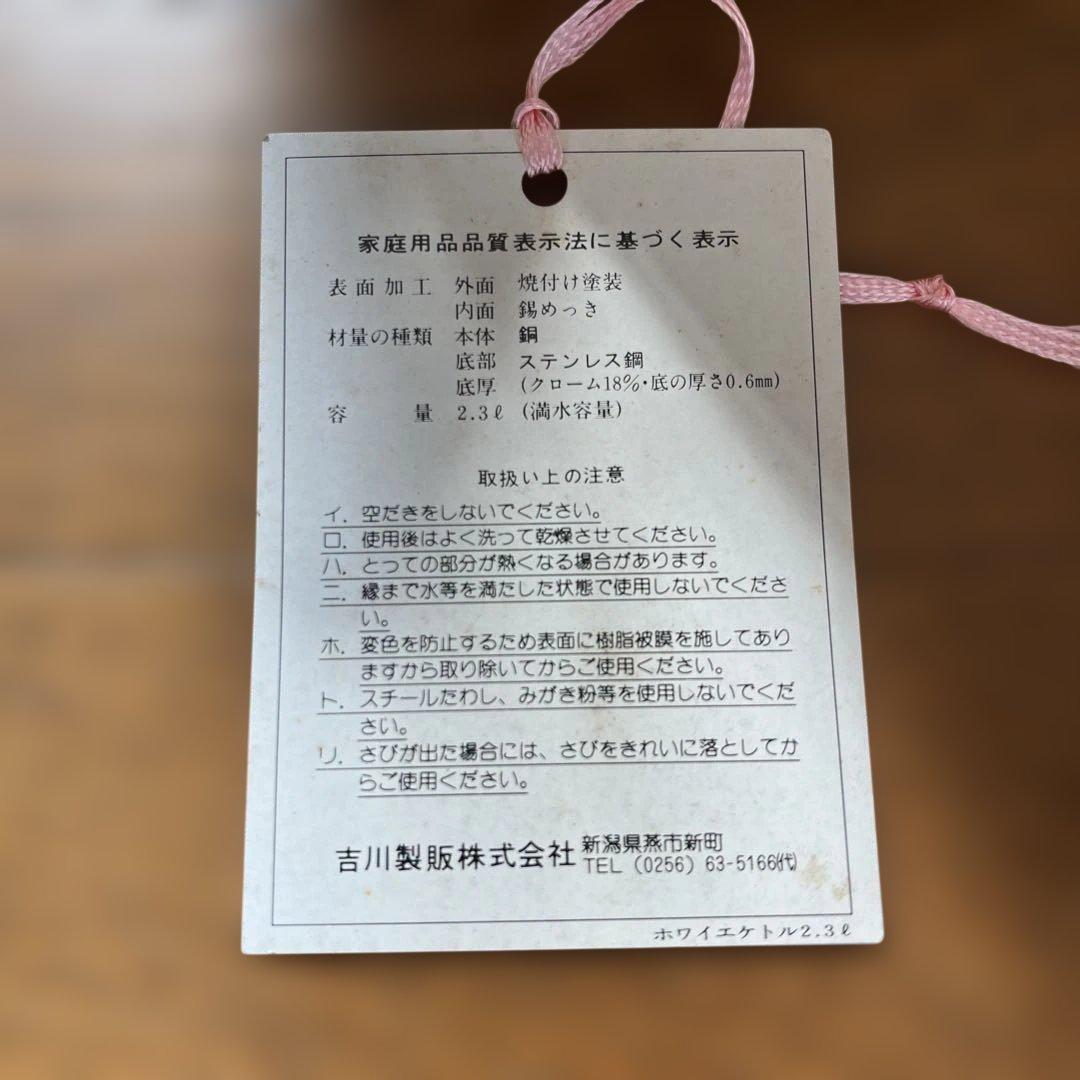 家庭用品品質表示法に基づく表示
表面加工 外面 焼付け塗装
内面 錫めっき
材量の種類 本体 銅
底部 ステンレス鋼
底厚 (クローム18%・底の厚さ0.6mm)
容量 2.3ℓ (満水容量)
取扱い上の注意
イ. 空だきをしないでください。
ロ. 使用後はよく洗って乾燥させてください。
ハ. とっての部分が熱くなる場合があります。
ニ. 縁まで水等を満たした状態で使用しないでくださ
い。
ホ. 変色を防止するため表面に樹脂被膜を施してあり
ますから取り除いてからご使用ください。
ト. スチールたわし、みがき粉等を使用しないでくだ
さい。
リ. さびが出た場合には、さびをきれいに落としてか
らご使用ください。
吉川製販株式会社 新潟県燕市新町
TEL (0256) 63-5166㈹
ホワイエケトル2.3ℓ